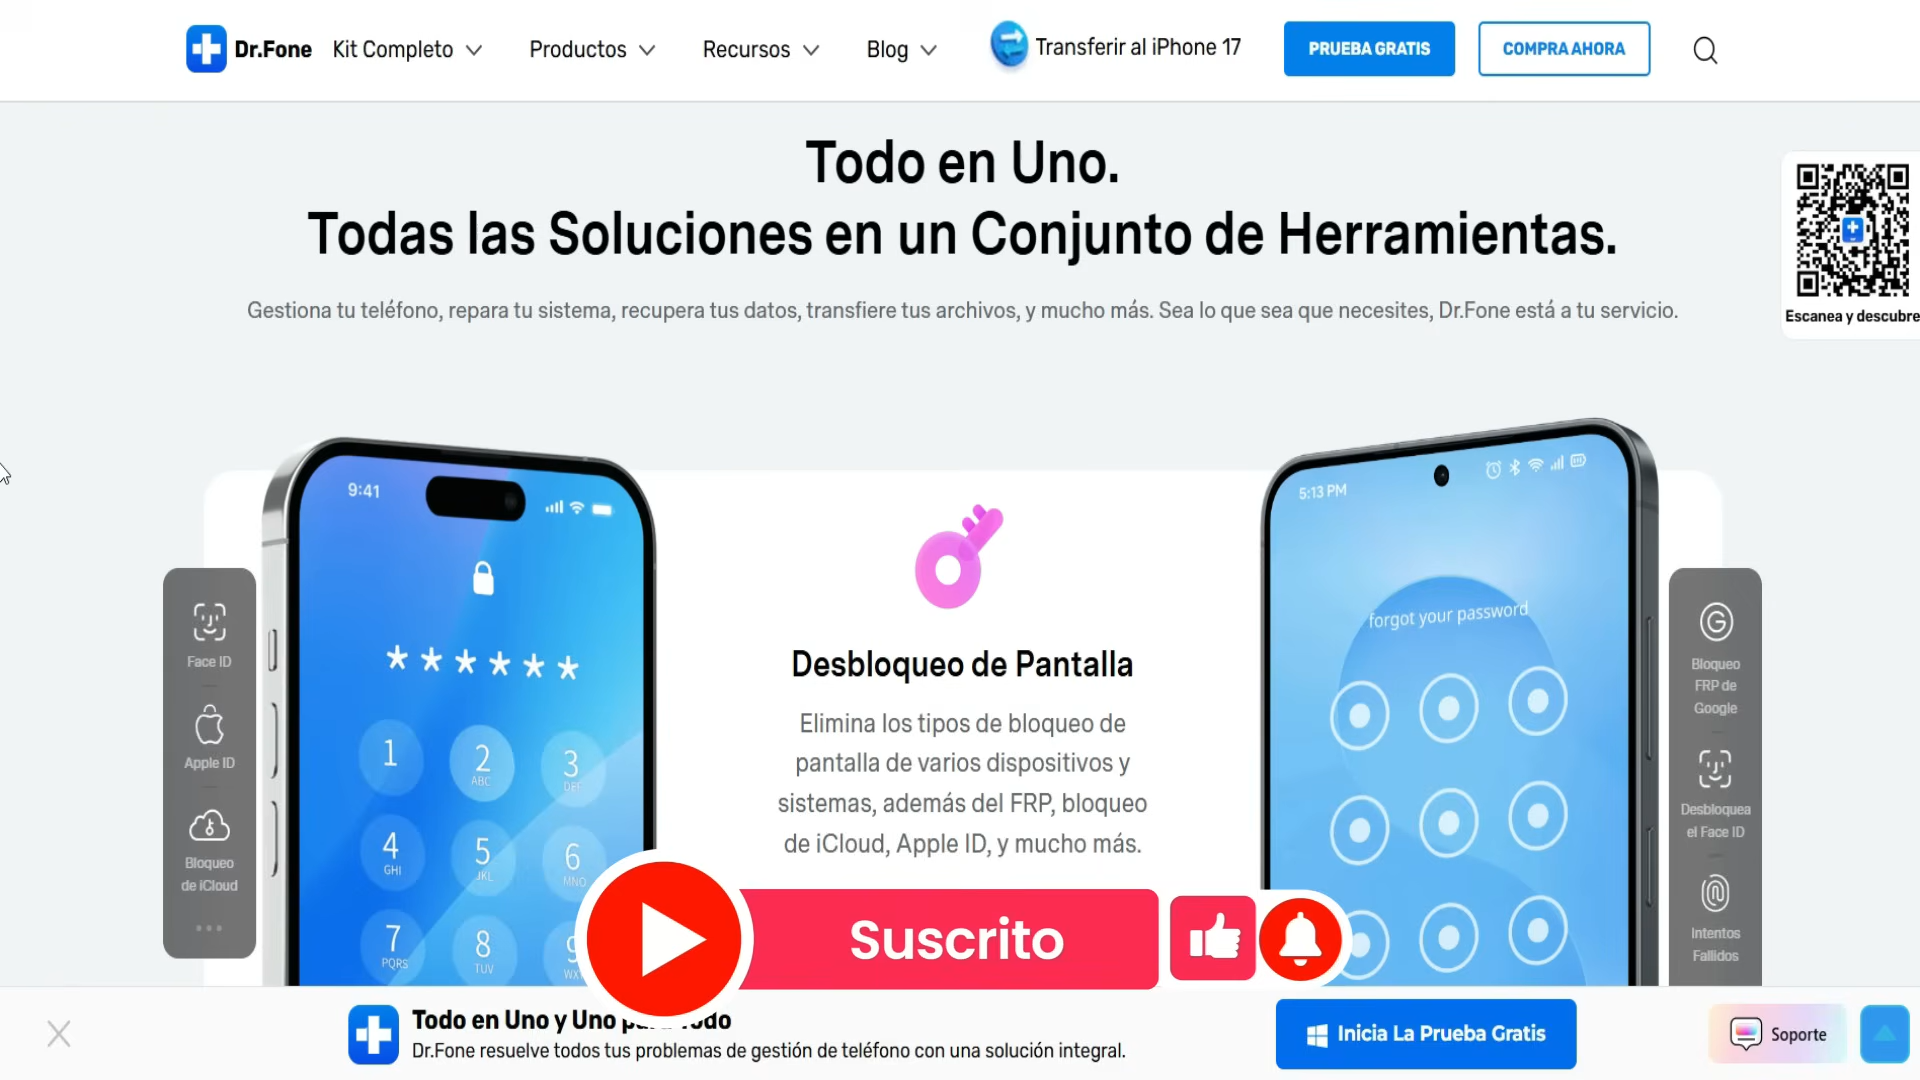 Dr.Fone
Kit Completo
Productos
Recursos
Blog
Transferir al iPhone 17
PRUEBA GRATIS
COMPRA AHORA
Todo en Uno.
Todas las Soluciones en un Conjunto de Herramientas.
Gestiona tu teléfono, repara tu sistema, recupera tus datos, transfiere tus archivos, y mucho más. Sea lo que sea que necesites, Dr.Fone está a tu servicio.
Escanea y descubre
9:41
5:13 PM
forgot your password
Face ID
Apple ID
Bloqueo
de iCloud
* * * * * *
1
2
ABC
3
DEF
4
GHI
5
JKL
6
MNO
7
PQRS
8
TUV
Desbloqueo de Pantalla
Elimina los tipos de bloqueo de
pantalla de varios dispositivos y
sistemas, además del FRP, bloqueo
de iCloud, Apple ID, y mucho más.
Bloqueo
FRP de
Google
Desbloquea
el Face ID
Intentos
Fallidos
Suscrito
Todo en Uno y Uno para Todo
Dr.Fone resuelve todos tus problemas de gestión de teléfono con una solución integral.
Inicia La Prueba Gratis
Soporte